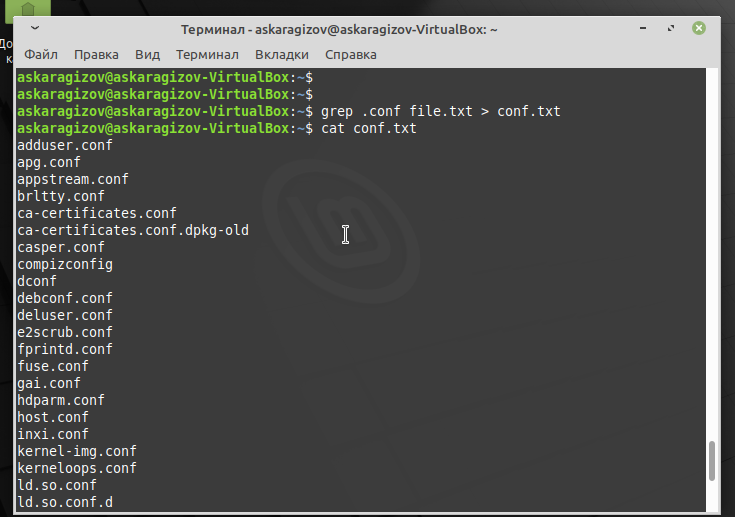 До
к
Терминал - askaragizov@askaragizov-VirtualBox: ~
Файл Правка Вид Терминал Вкладки Справка
askaragizov@askaragizov-VirtualBox:~$
askaragizov@askaragizov-VirtualBox:~$
askaragizov@askaragizov-VirtualBox:~$ grep .conf file.txt > conf.txt
askaragizov@askaragizov-VirtualBox:~$ cat conf.txt
adduser.conf
apg.conf
appstream.conf
brltty.conf
ca-certificates.conf
ca-certificates.conf.dpkg-old
casper.conf
compizconfig
dconf
debconf.conf
deluser.conf
e2scrub.conf
fprintd.conf
fuse.conf
gai.conf
hdparm.conf
host.conf
inxi.conf
kernel-img.conf
kerneloops.conf
ld.so.conf
ld.so.conf.d